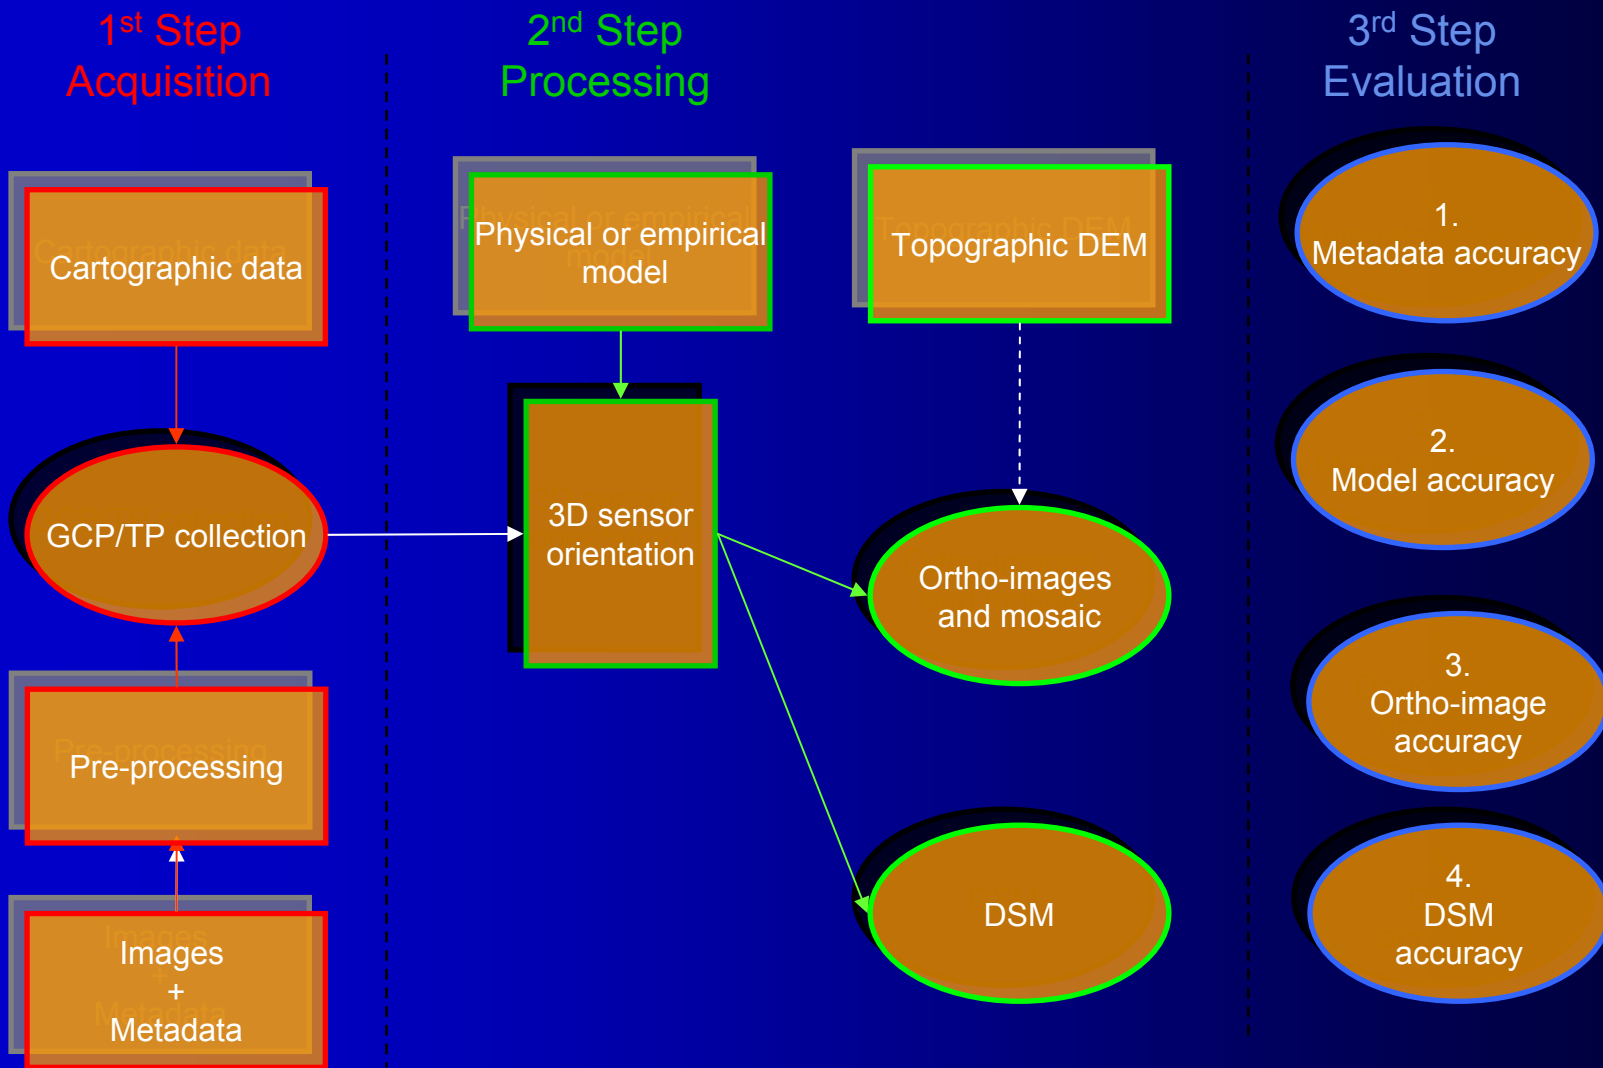 1st Step
Acquisition
Cartographic data
GCP/TP collection
Pre-processing
Images
+
Metadata
2nd Step
Processing
Physical or empirical
model
Topographic DEM
3D sensor
orientation
Ortho-images
and mosaic
DSM
3rd Step
Evaluation
1.
Metadata accuracy
2.
Model accuracy
3.
Ortho-image
accuracy
4.
DSM
accuracy